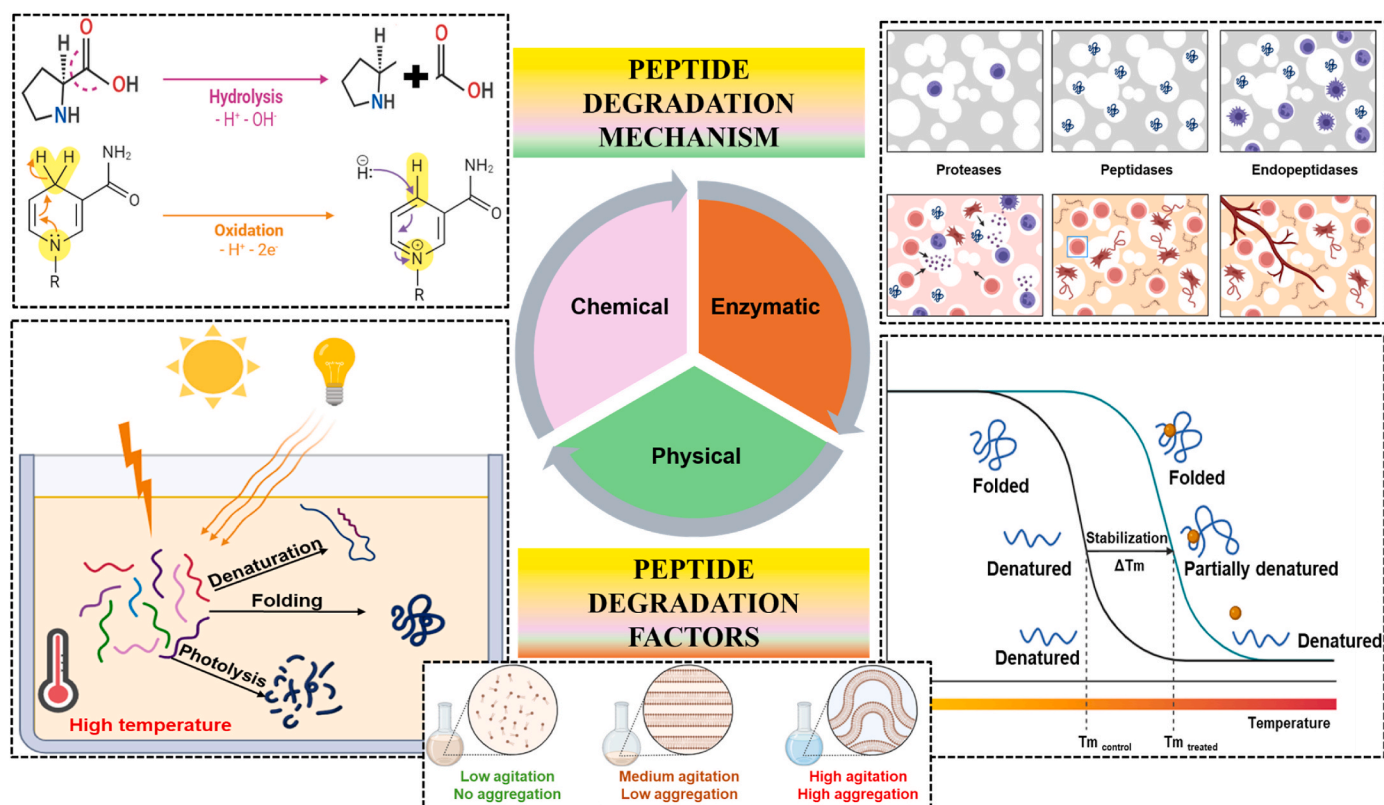 H
O
OH
NH
Hydrolysis
- H⁺ - OH⁻
H
NH
+
O
OH
H H
NH₂
O
N
R
Oxidation
- H⁺ - 2e⁻
⊖
H:
H
NH₂
O
N
⊕
R
PEPTIDE
DEGRADATION
MECHANISM
Chemical
Enzymatic
Physical
PEPTIDE
DEGRADATION
FACTORS
Proteases
Peptidases
Endopeptidases
Denaturation
Folding
Photolysis
High temperature
Low agitation
No aggregation
Medium agitation
Low aggregation
High agitation
High aggregation
Folded
Folded
Denatured
Stabilization
ΔTm
Partially denatured
Denatured
Denatured
Temperature
Tm control
Tm treated